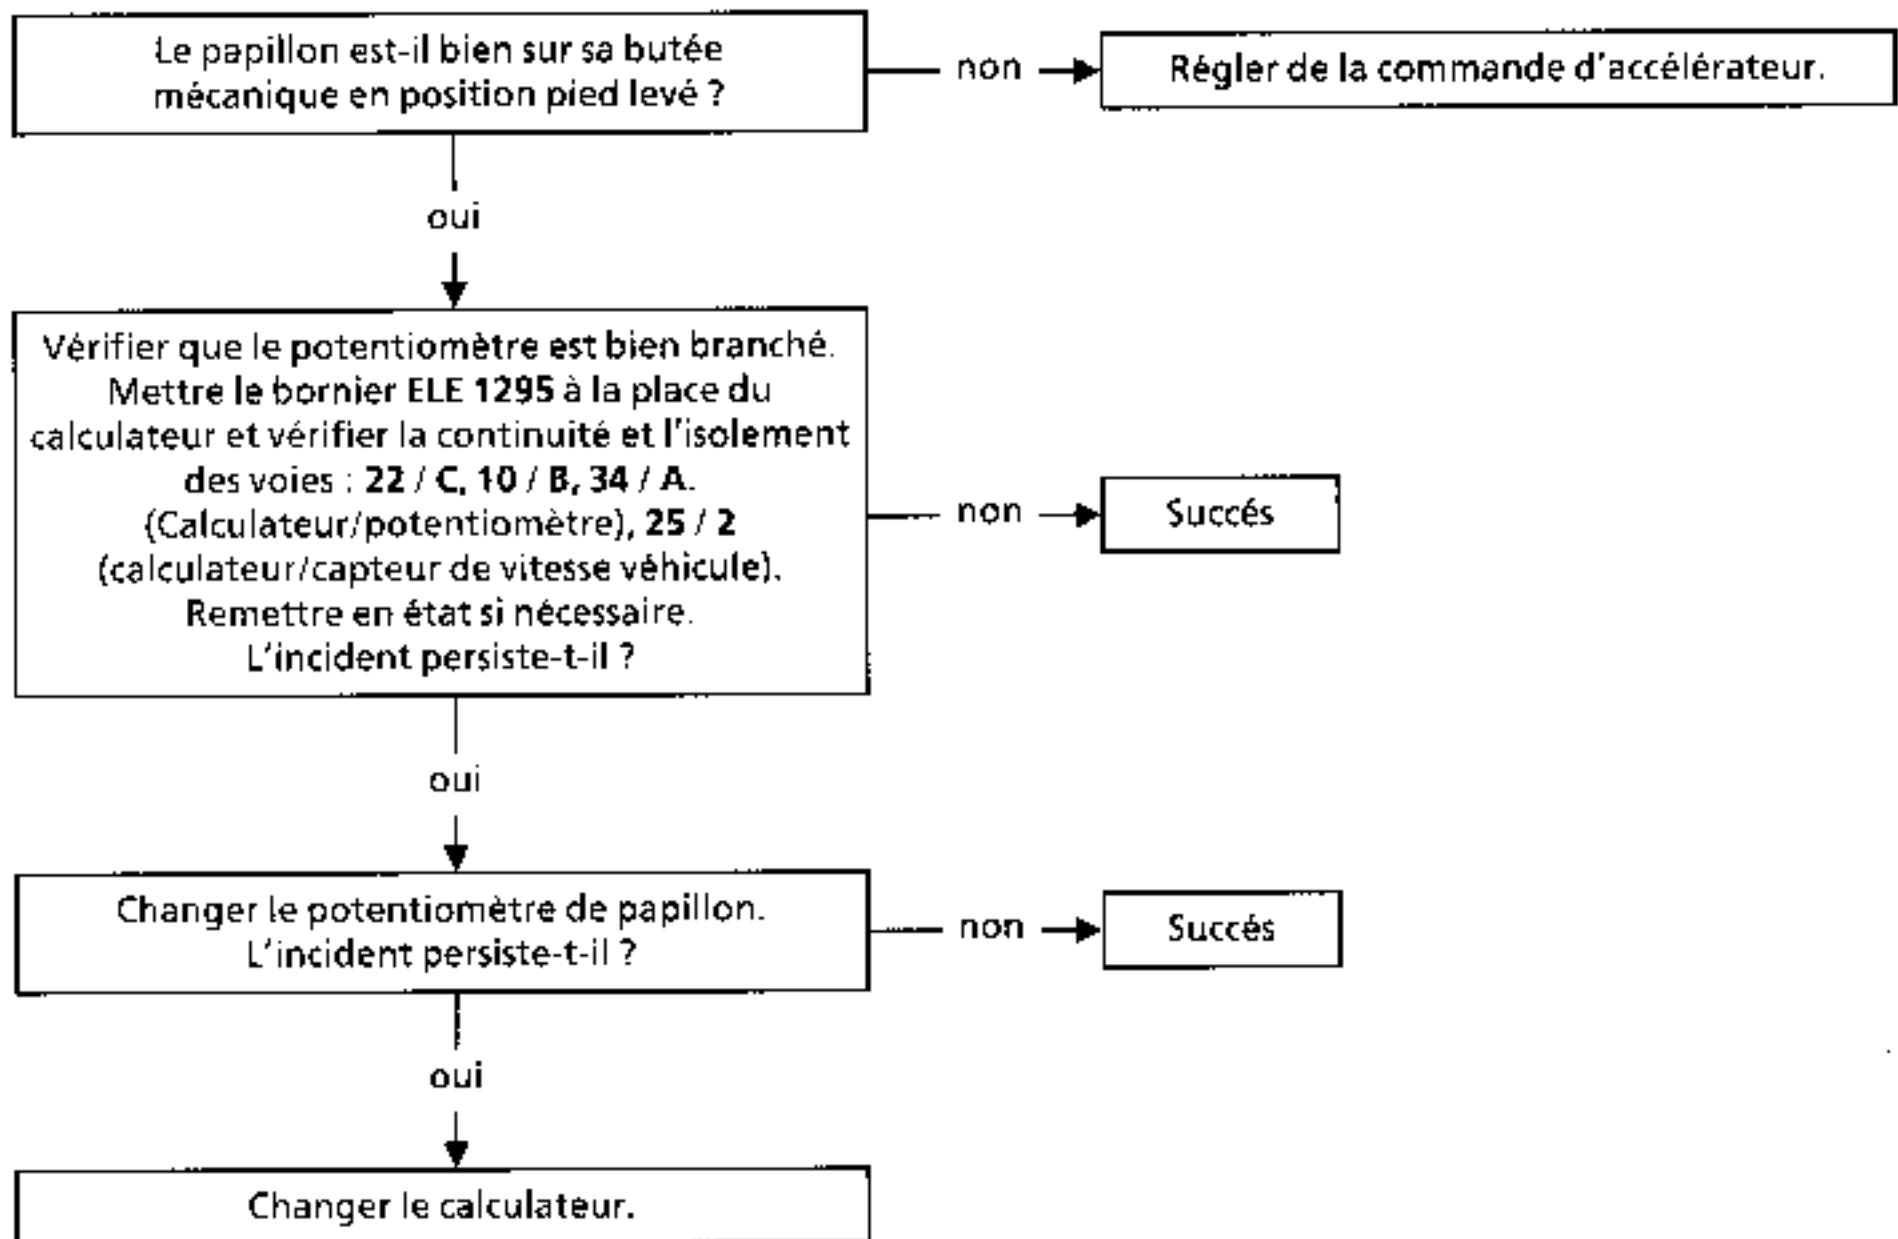 Le papillon est-il bien sur sa butée
mécanique en position pied levé ?
non
Régler de la commande d'accélérateur.
oui
Vérifier que le potentiomètre est bien branché.
Mettre le bornier ELE 1295 à la place du
calculateur et vérifier la continuité et l'isolement
des voies : 22 / C, 10 / B, 34 / A.
(Calculateur/potentiomètre), 25 / 2
(calculateur/capteur de vitesse véhicule).
Remettre en état si nécessaire.
L'incident persiste-t-il ?
non
Succés
oui
Changer le potentiomètre de papillon.
L'incident persiste-t-il ?
non
Succés
oui
Changer le calculateur.